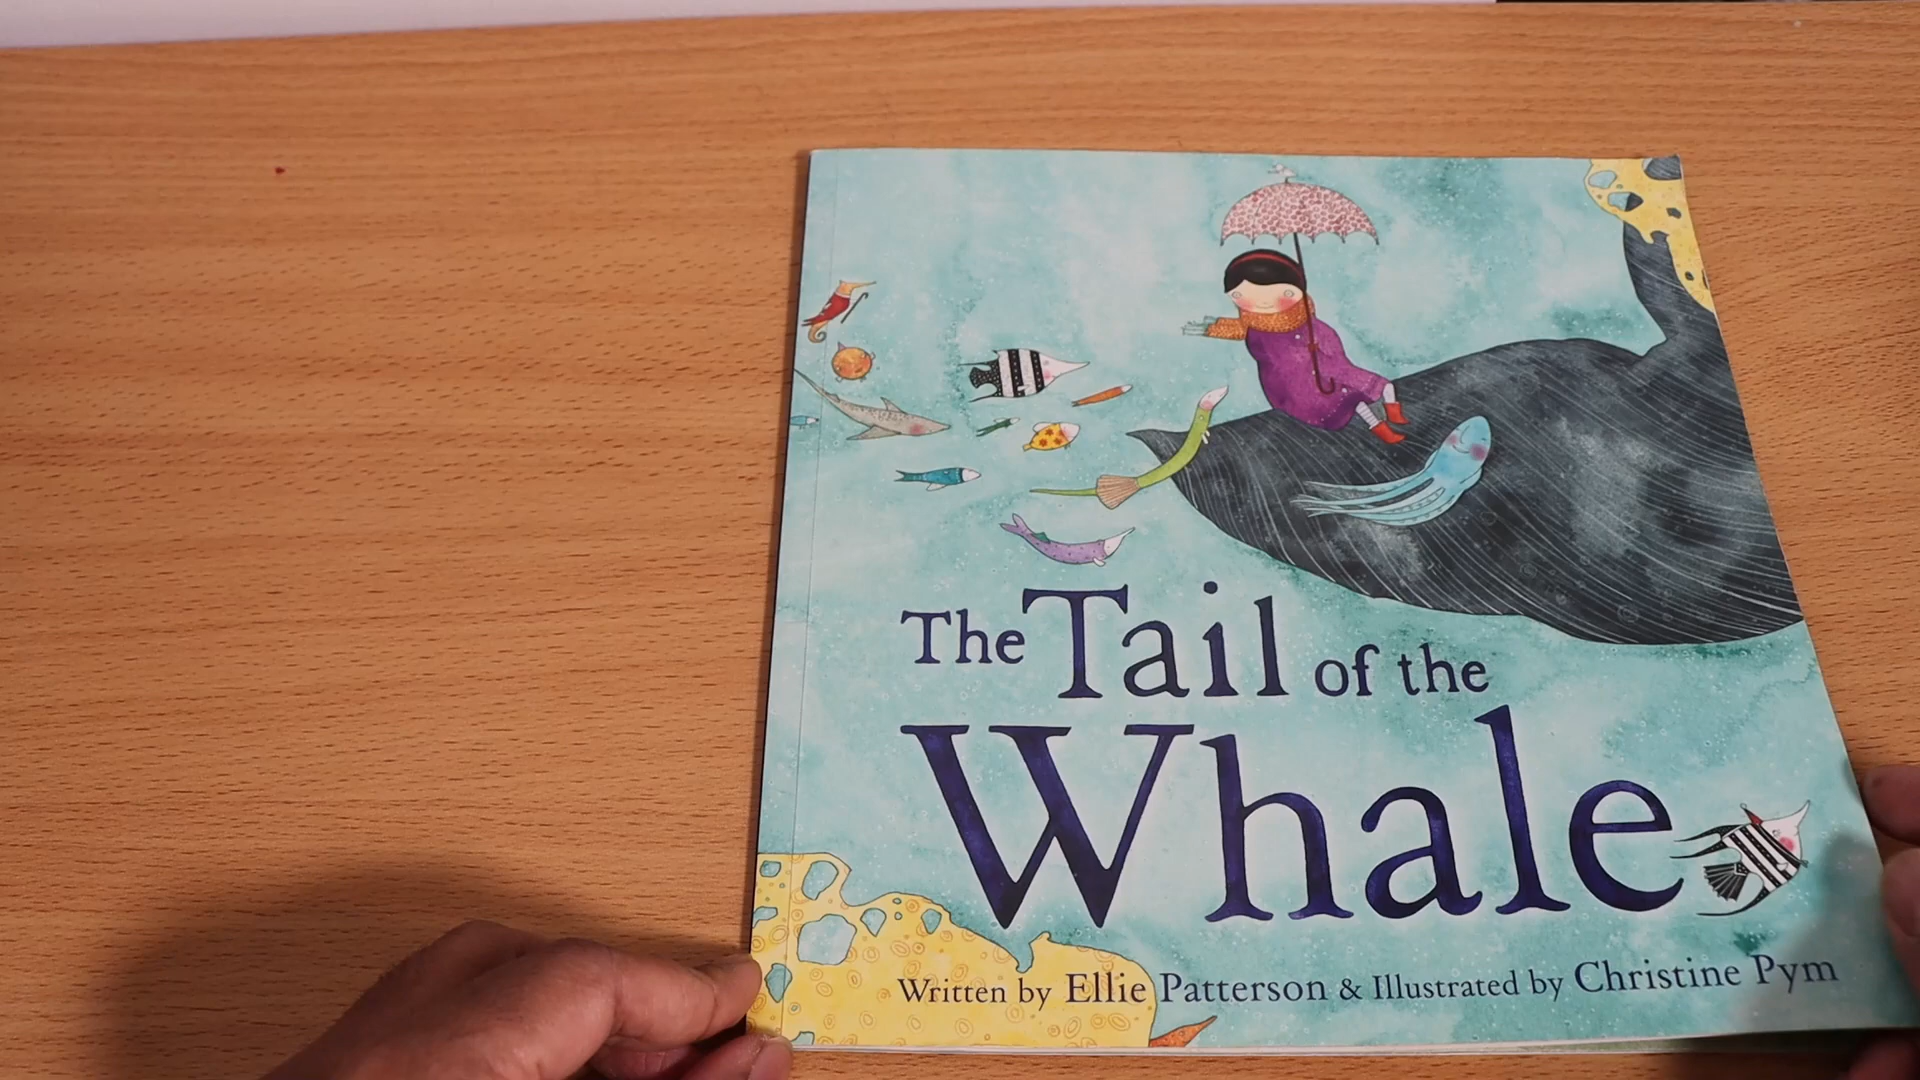 The Tail of the
Whale
Written by Ellie Patterson & Illustrated by Christine Pym